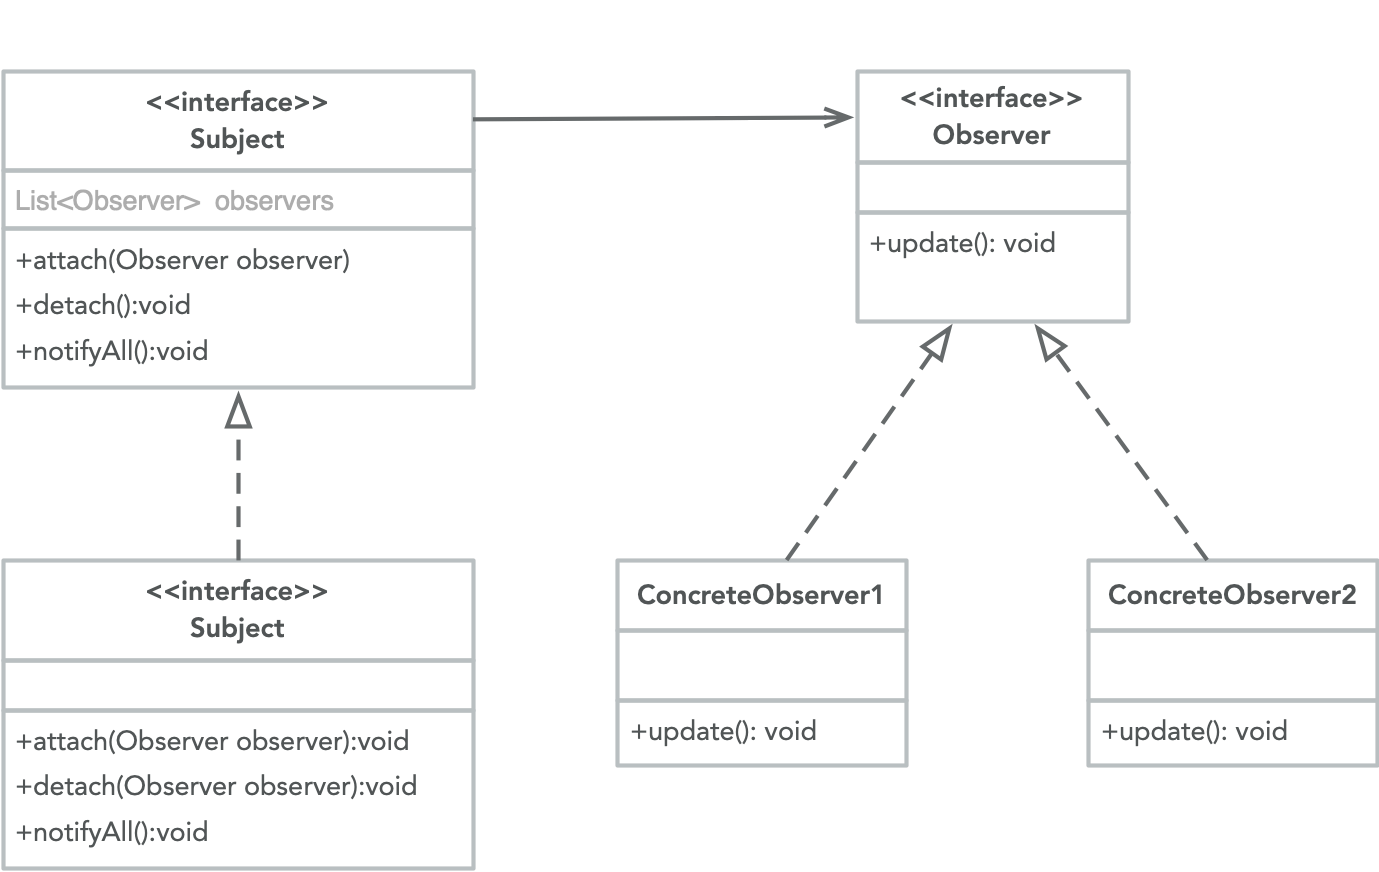 <<interface>>
Subject
List<Observer> observers
+attach(Observer observer)
+detach():void
+notifyAll():void
<<interface>>
Observer
+update(): void
<<interface>>
Subject
+attach(Observer observer):void
+detach(Observer observer):void
+notifyAll():void
ConcreteObserver1
+update(): void
ConcreteObserver2
+update(): void